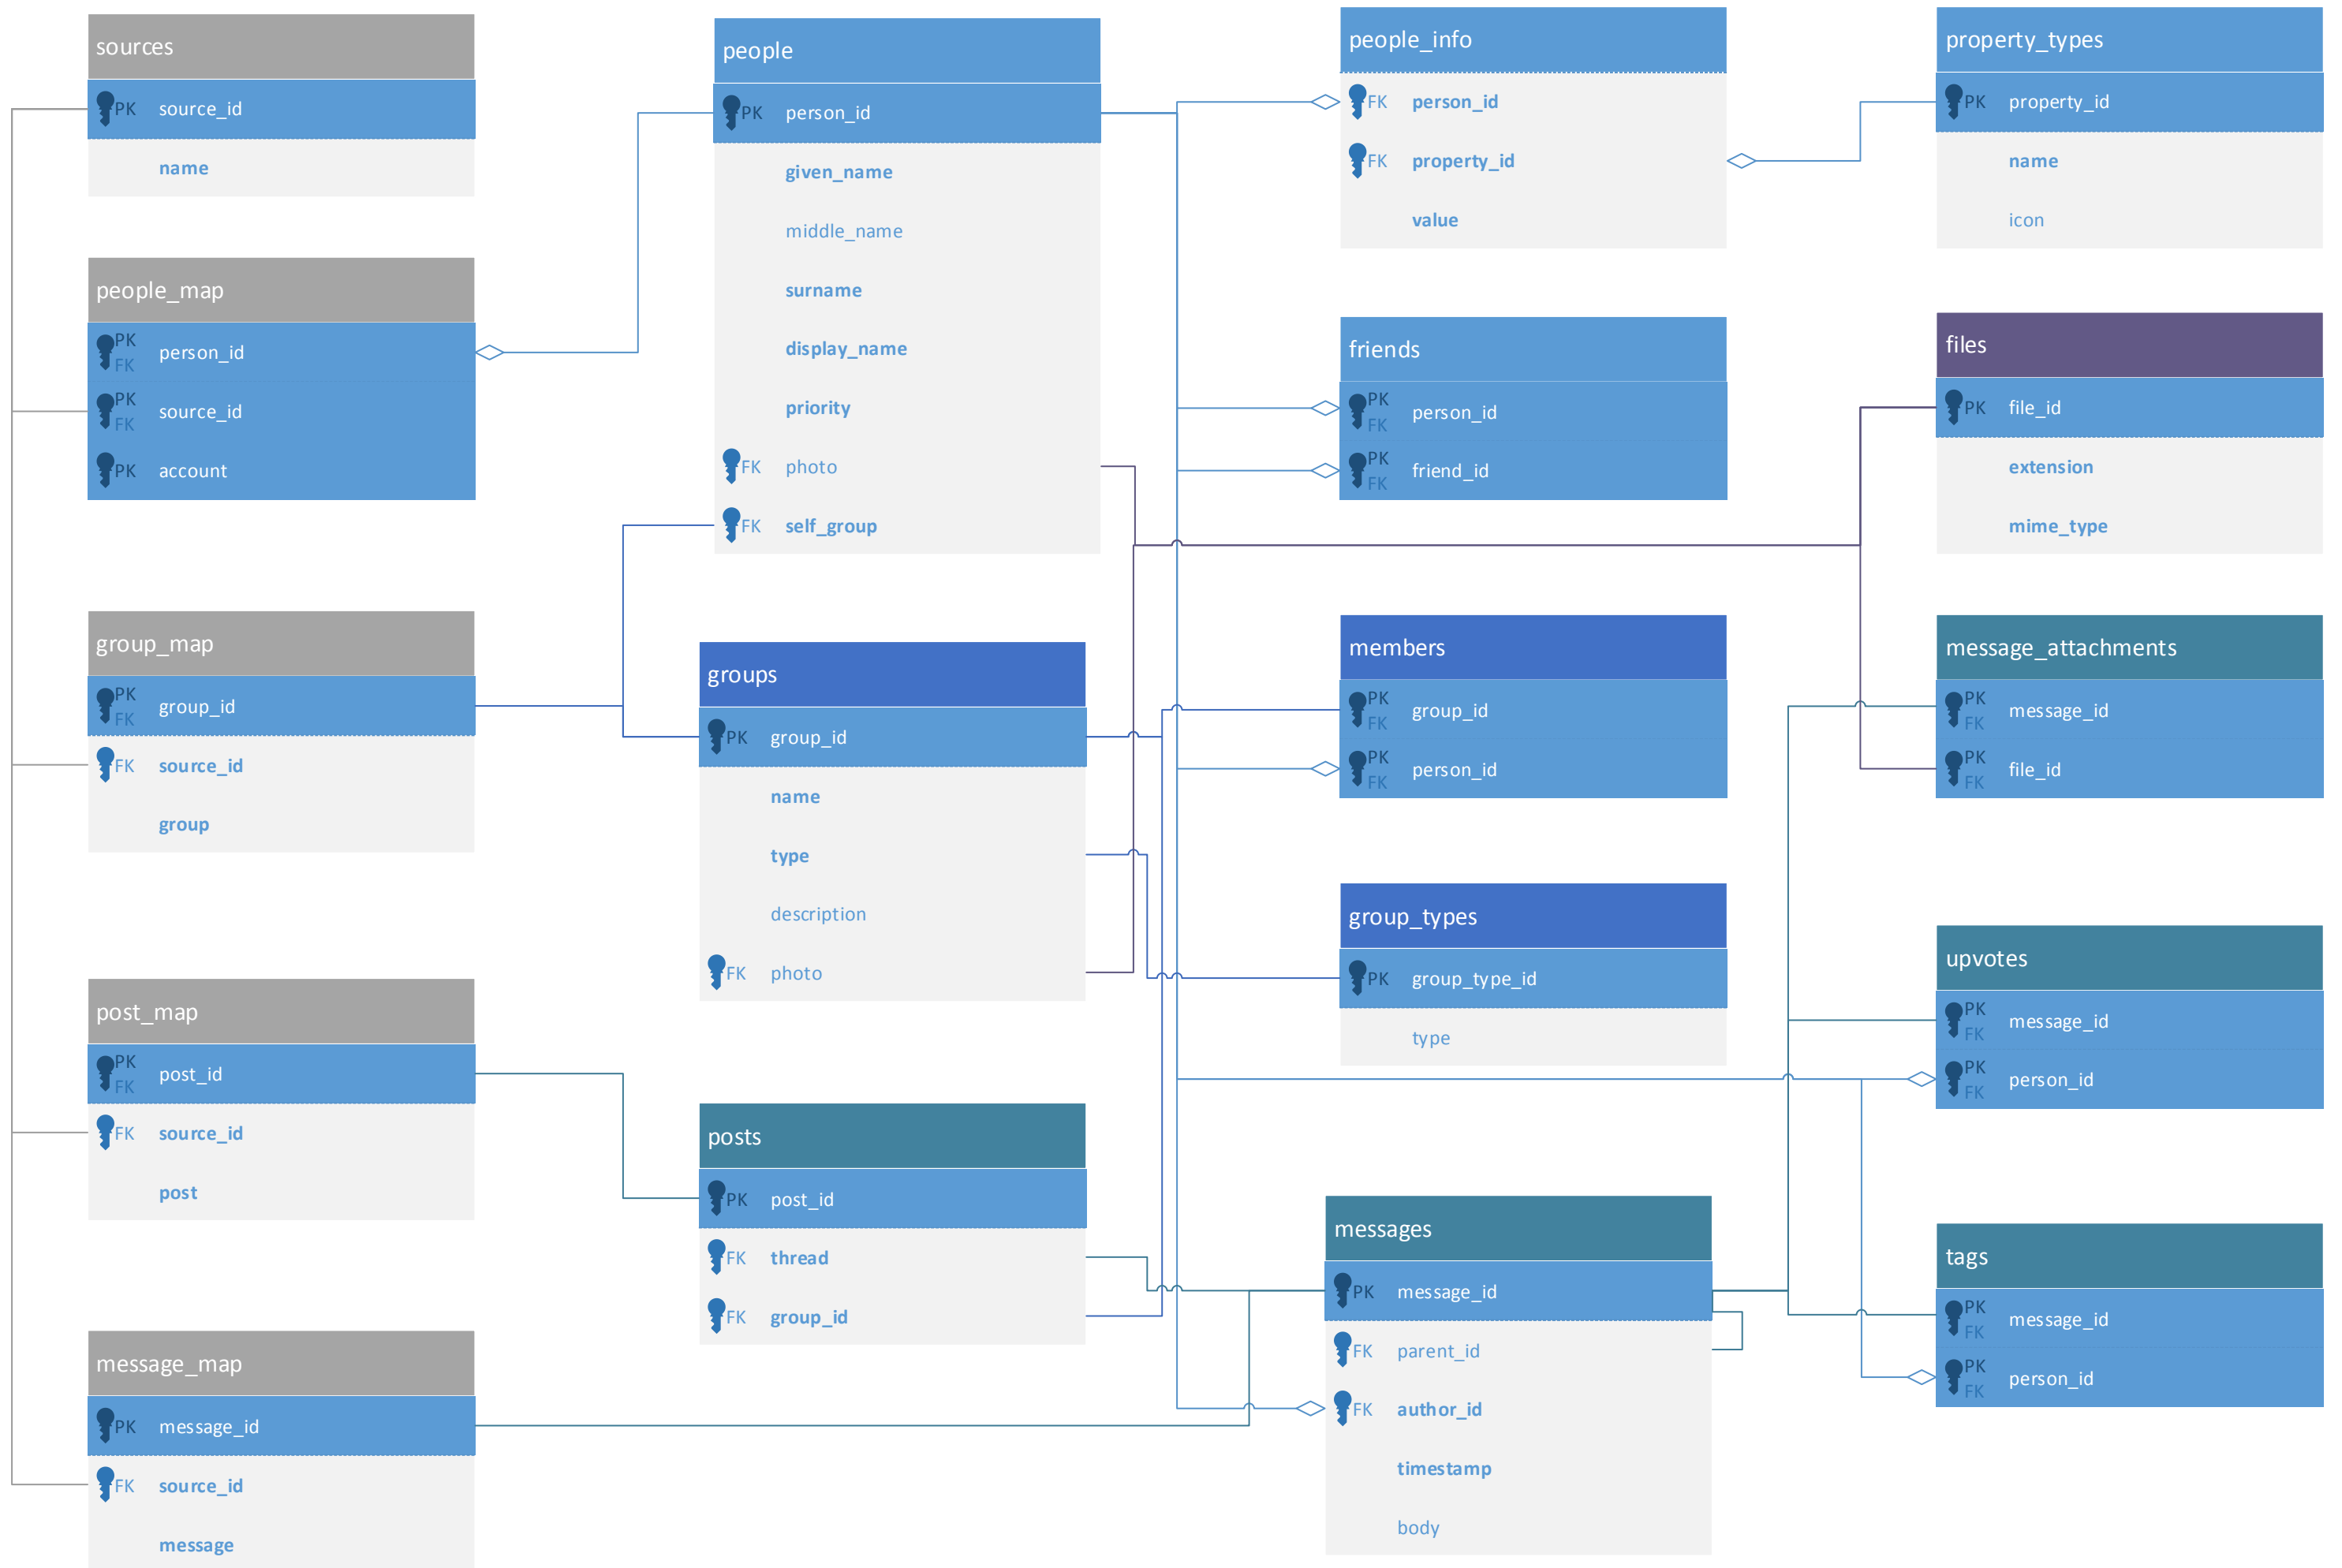 sources
PK source_id
name
people_map
PK FK person_id
PK FK source_id
PK account
group_map
PK FK group_id
FK source_id
group
post_map
PK FK post_id
FK source_id
post
message_map
PK message_id
FK source_id
message
people
PK person_id
given_name
middle_name
surname
display_name
priority
FK photo
FK self_group
groups
PK group_id
name
type
description
FK photo
posts
PK post_id
FK thread
FK group_id
people_info
FK person_id
FK property_id
value
friends
PK FK person_id
PK FK friend_id
members
PK FK group_id
PK FK person_id
group_types
PK group_type_id
type
messages
PK message_id
FK parent_id
FK author_id
timestamp
body
property_types
PK property_id
name
icon
files
PK file_id
extension
mime_type
message_attachments
PK FK message_id
PK FK file_id
upvotes
PK FK message_id
PK FK person_id
tags
PK FK message_id
PK FK person_id